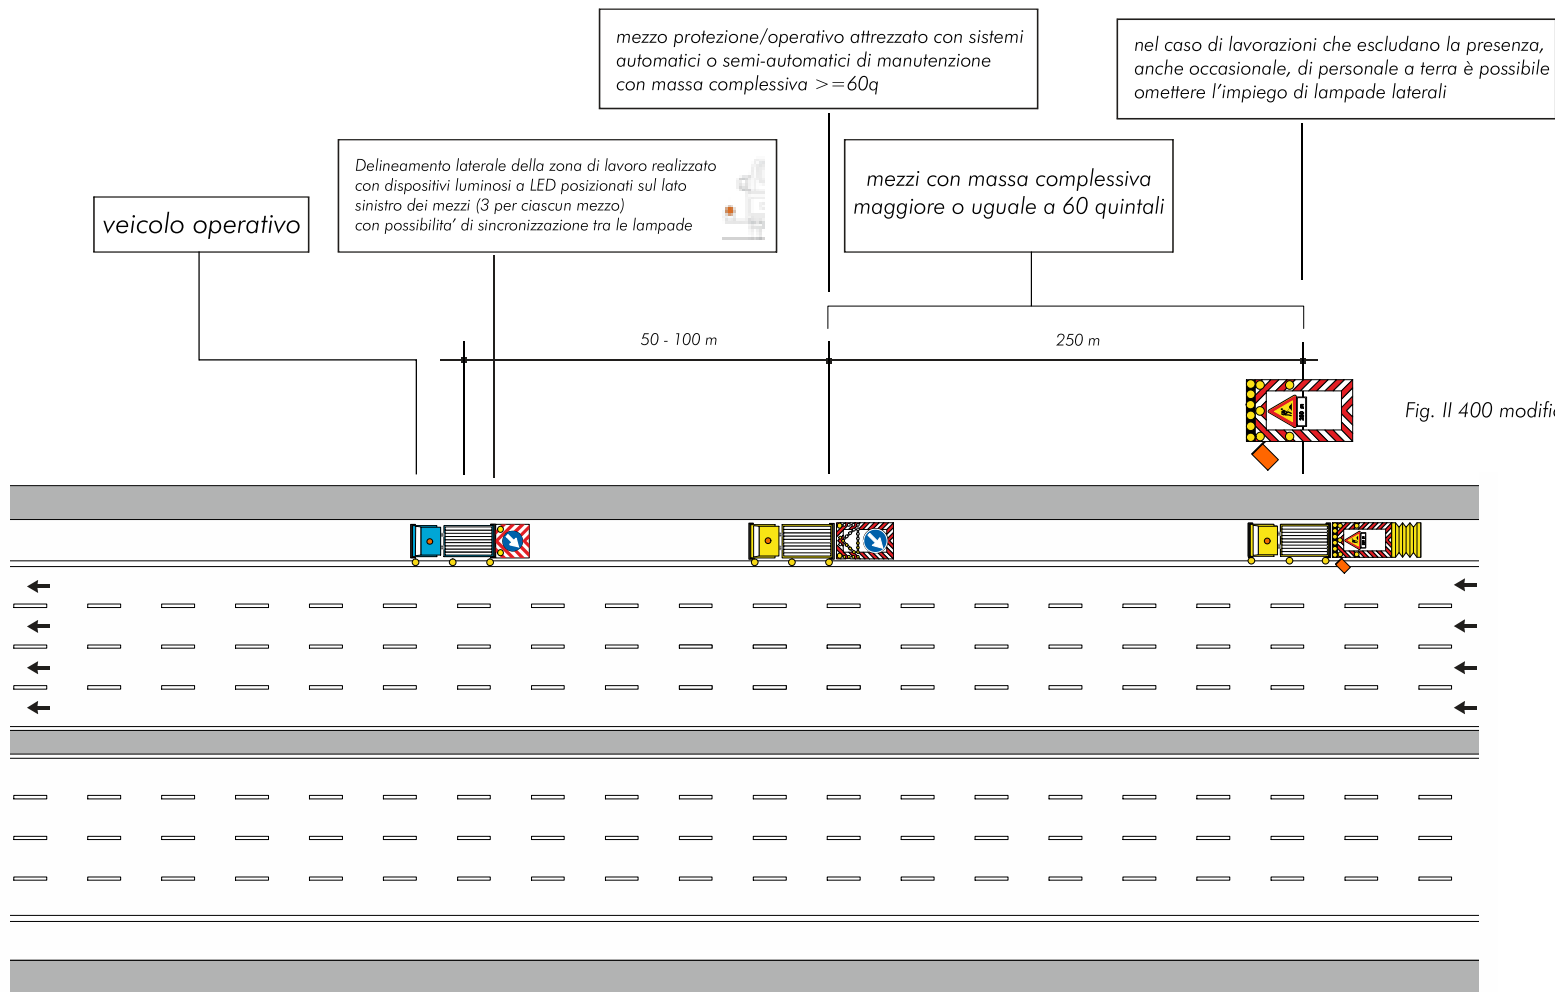 mezzo protezione/operativo attrezzato con sistemi
automatici o semi-automatici di manutenzione
con massa complessiva >=60q
nel caso di lavorazioni che escludano la presenza,
anche occasionale, di personale a terra è possibile
omettere l'impiego di lampade laterali
Delineamento laterale della zona di lavoro realizzato
con dispositivi luminosi a LED posizionati sul lato
sinistro dei mezzi (3 per ciascun mezzo)
con possibilita' di sincronizzazione tra le lampade
mezzi con massa complessiva
maggiore o uguale a 60 quintali
veicolo operativo
50 - 100 m
250 m
Fig. II 400 modific